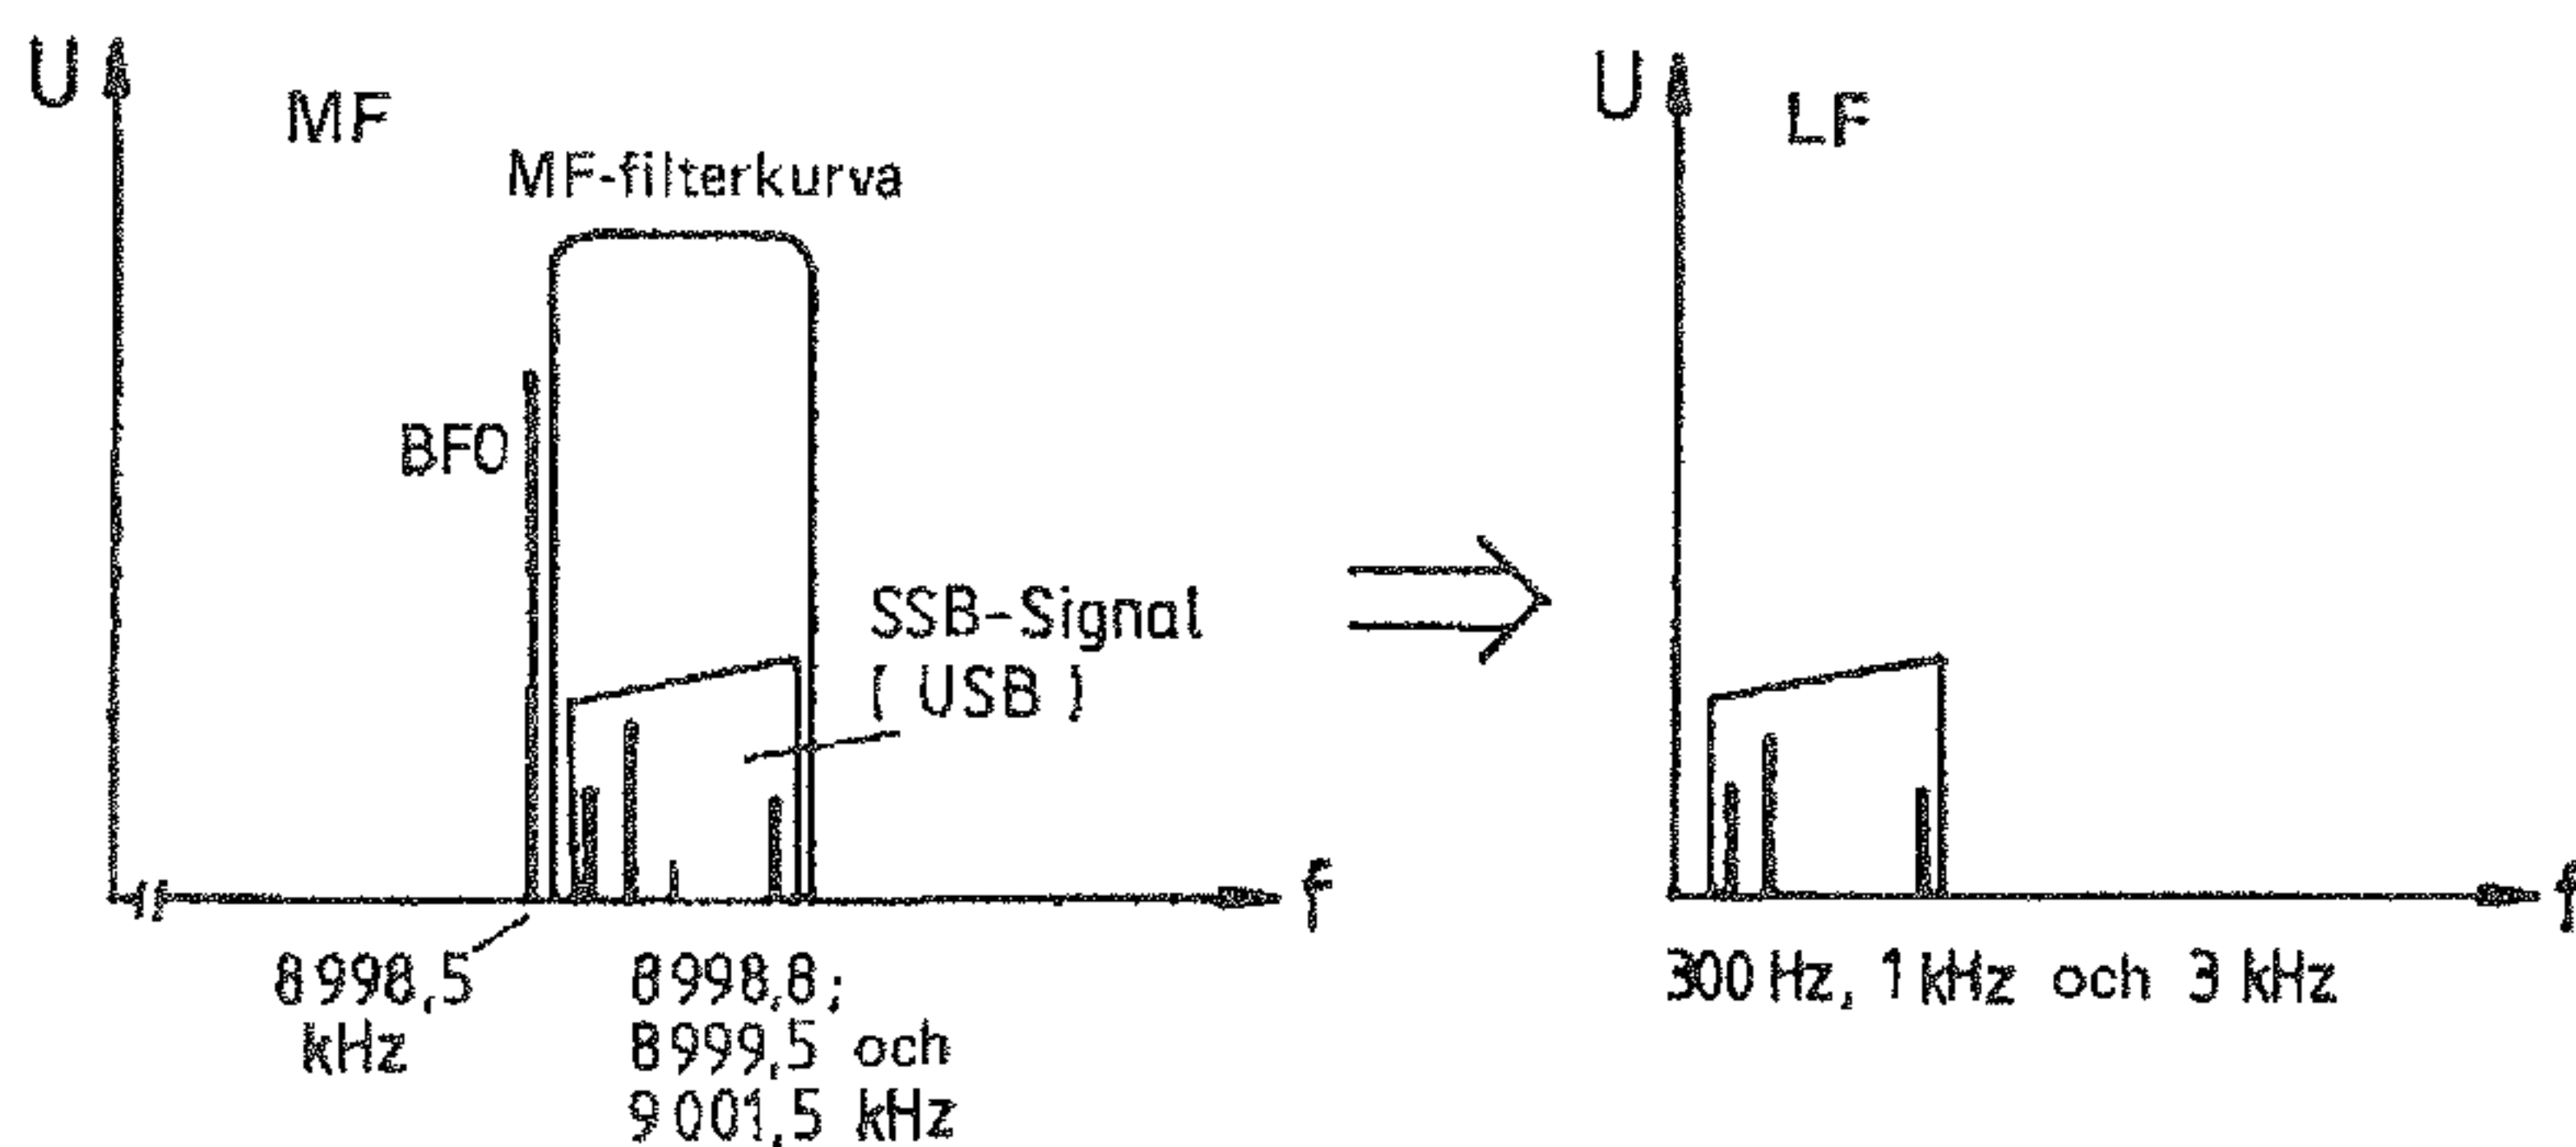 U
MF
MF-filterkurva
BFO
SSB-Signal
( USB )
f
8998,5
kHz
8998,8;
8999,5 och
9001,5 kHz
U
LF
f
300 Hz, 1 kHz och 3 kHz